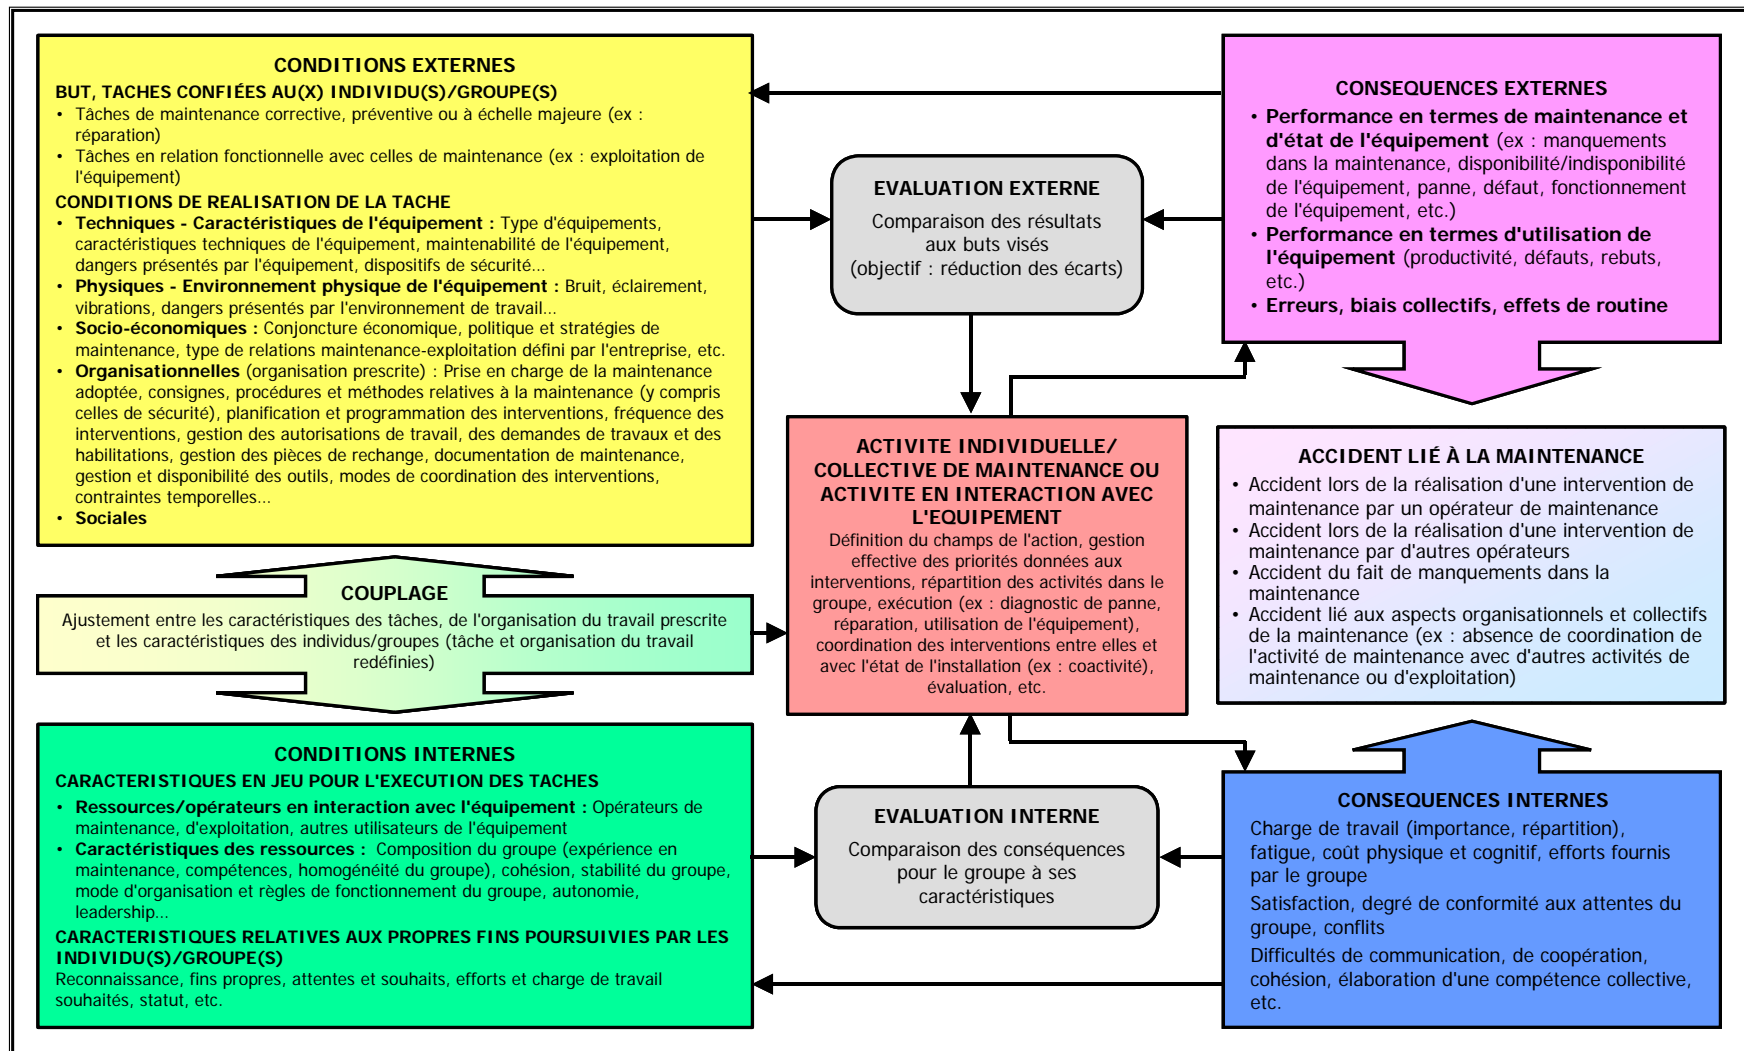 CONDITIONS EXTERNES
BUT, TACHES CONFIÉES AU(X) INDIVIDU(S)/GROUPE(S)
• Tâches de maintenance corrective, préventive ou à échelle majeure (ex :
réparation)
• Tâches en relation fonctionnelle avec celles de maintenance (ex : exploitation de
l'équipement)
CONDITIONS DE REALISATION DE LA TACHE
• Techniques - Caractéristiques de l'équipement : Type d'équipements,
caractéristiques techniques de l'équipement, maintenabilité de l'équipement,
dangers présentés par l'équipement, dispositifs de sécurité...
• Physiques - Environnement physique de l'équipement : Bruit, éclairement,
vibrations, dangers présentés par l'environnement de travail...
• Socio-économiques : Conjoncture économique, politique et stratégies de
maintenance, type de relations maintenance-exploitation défini par l'entreprise, etc.
• Organisationnelles (organisation prescrite) : Prise en charge de la maintenance
adoptée, consignes, procédures et méthodes relatives à la maintenance (y compris
celles de sécurité), planification et programmation des interventions, fréquence des
interventions, gestion des autorisations de travail, des demandes de travaux et des
habilitations, gestion des pièces de rechange, documentation de maintenance,
gestion et disponibilité des outils, modes de coordination des interventions,
contraintes temporelles...
• Sociales
COUPLAGE
Ajustement entre les caractéristiques des tâches, de l'organisation du travail prescrite
et les caractéristiques des individus/groupes (tâche et organisation du travail
redéfinies)
CONDITIONS INTERNES
CARACTERISTIQUES EN JEU POUR L'EXECUTION DES TACHES
• Ressources/opérateurs en interaction avec l'équipement : Opérateurs de
maintenance, d'exploitation, autres utilisateurs de l'équipement
• Caractéristiques des ressources : Composition du groupe (expérience en
maintenance, compétences, homogénéité du groupe), cohésion, stabilité du groupe,
mode d'organisation et règles de fonctionnement du groupe, autonomie,
leadership...
CARACTERISTIQUES RELATIVES AUX PROPRES FINS POURSUIVIES PAR LES
INDIVIDU(S)/GROUPE(S)
Reconnaissance, fins propres, attentes et souhaits, efforts et charge de travail
souhaités, statut, etc.
EVALUATION EXTERNE
Comparaison des résultats
aux buts visés
(objectif : réduction des écarts)
ACTIVITE INDIVIDUELLE/
COLLECTIVE DE MAINTENANCE OU
ACTIVITE EN INTERACTION AVEC
L'EQUIPEMENT
Définition du champs de l'action, gestion
effective des priorités données aux
interventions, répartition des activités dans le
groupe, exécution (ex : diagnostic de panne,
réparation, utilisation de l'équipement),
coordination des interventions entre elles et
avec l'état de l'installation (ex : coactivité),
évaluation, etc.
EVALUATION INTERNE
Comparaison des conséquences
pour le groupe à ses
caractéristiques
CONSEQUENCES EXTERNES
• Performance en termes de maintenance et
d'état de l'équipement (ex : manquements
dans la maintenance, disponibilité/indisponibilité
de l'équipement, panne, défaut, fonctionnement
de l'équipement, etc.)
• Performance en termes d'utilisation de
l'équipement (productivité, défauts, rebuts,
etc.)
• Erreurs, biais collectifs, effets de routine
ACCIDENT LIÉ À LA MAINTENANCE
• Accident lors de la réalisation d'une intervention de
maintenance par un opérateur de maintenance
• Accident lors de la réalisation d'une intervention de
maintenance par d'autres opérateurs
• Accident du fait de manquements dans la
maintenance
• Accident lié aux aspects organisationnels et collectifs
de la maintenance (ex : absence de coordination de
l'activité de maintenance avec d'autres activités de
maintenance ou d'exploitation)
CONSEQUENCES INTERNES
Charge de travail (importance, répartition),
fatigue, coût physique et cognitif, efforts fournis
par le groupe
Satisfaction, degré de conformité aux attentes du
groupe, conflits
Difficultés de communication, de coopération,
cohésion, élaboration d'une compétence collective,
etc.